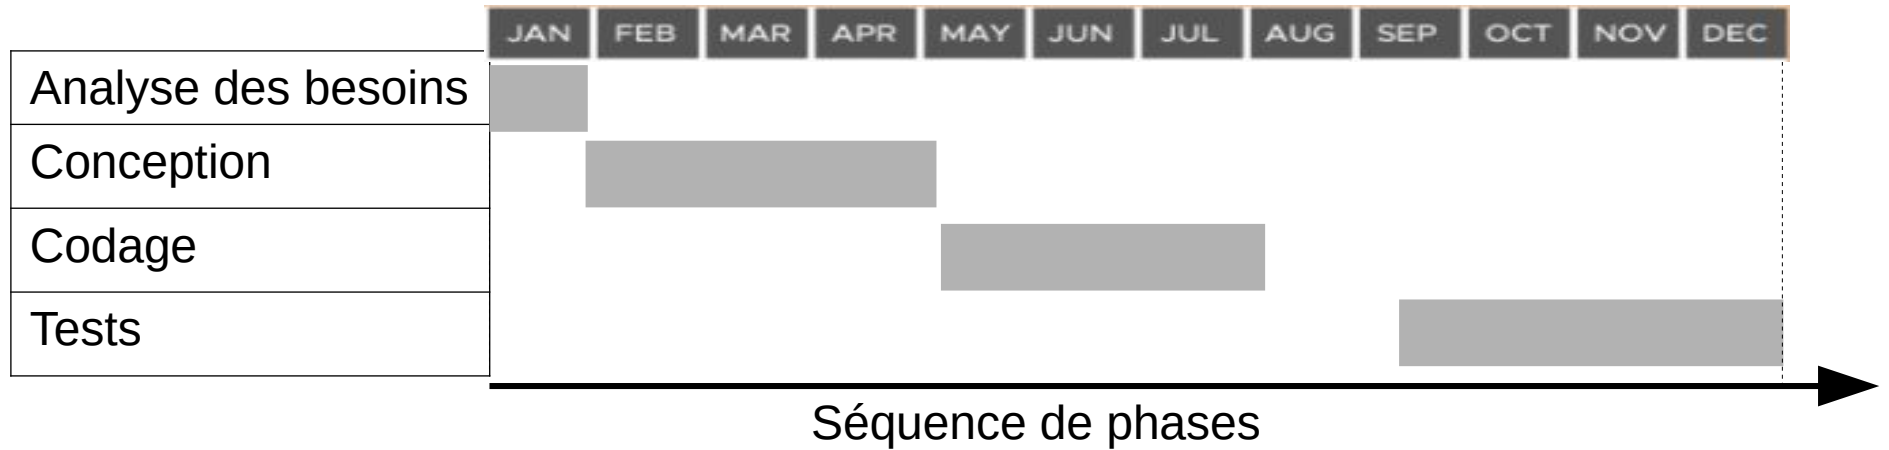 JAN FEB MAR APR MAY JUN JUL AUG SEP OCT NOV DEC
Analyse des besoins
Conception
Codage
Tests
Séquence de phases